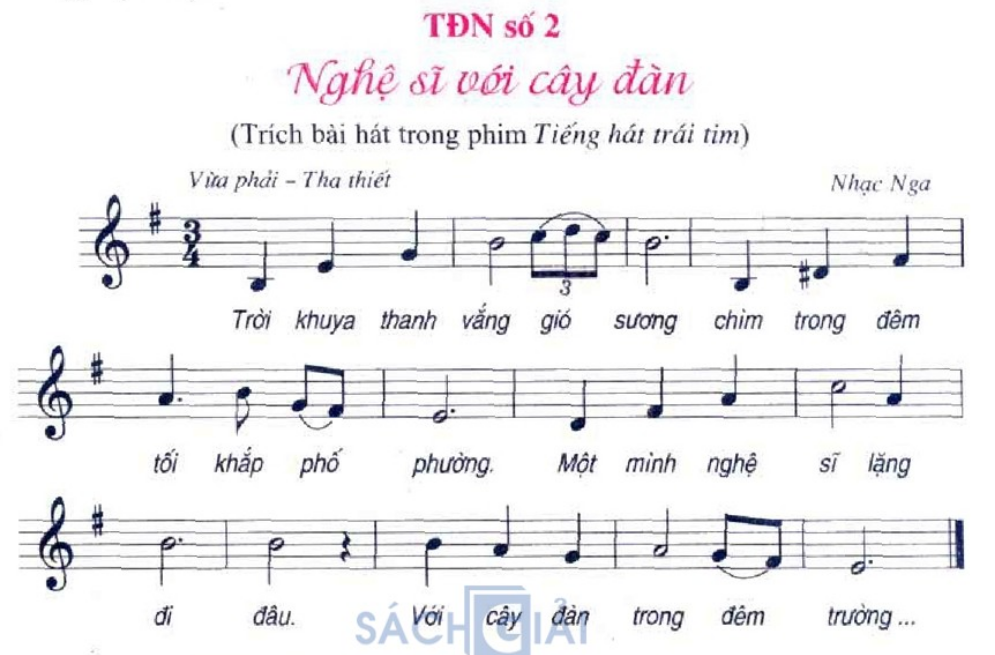 TĐN số 2
Nghệ sĩ với cây đàn
(Trích bài hát trong phim Tiếng hát trái tim)
Vừa phải – Tha thiết
Nhạc Nga
3
4
3
Trời khuya thanh vắng gió sương chìm trong đêm
tối khắp phố phường. Một mình nghệ sĩ lặng
đi đâu. Với cây đàn trong đêm trường ...
SÁCH GIẢI